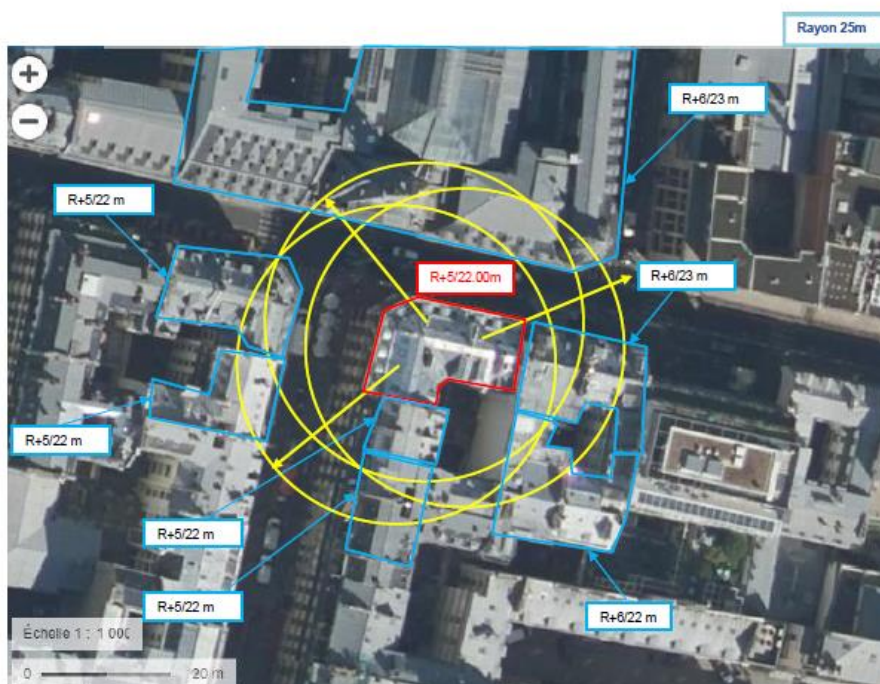 Rayon 25m
+
−
R+6/23 m
R+5/22 m
R+5/22.00m
R+6/23 m
R+5/22 m
R+5/22 m
R+5/22 m
R+6/22 m
Échelle 1 : 1 000
0 20 m